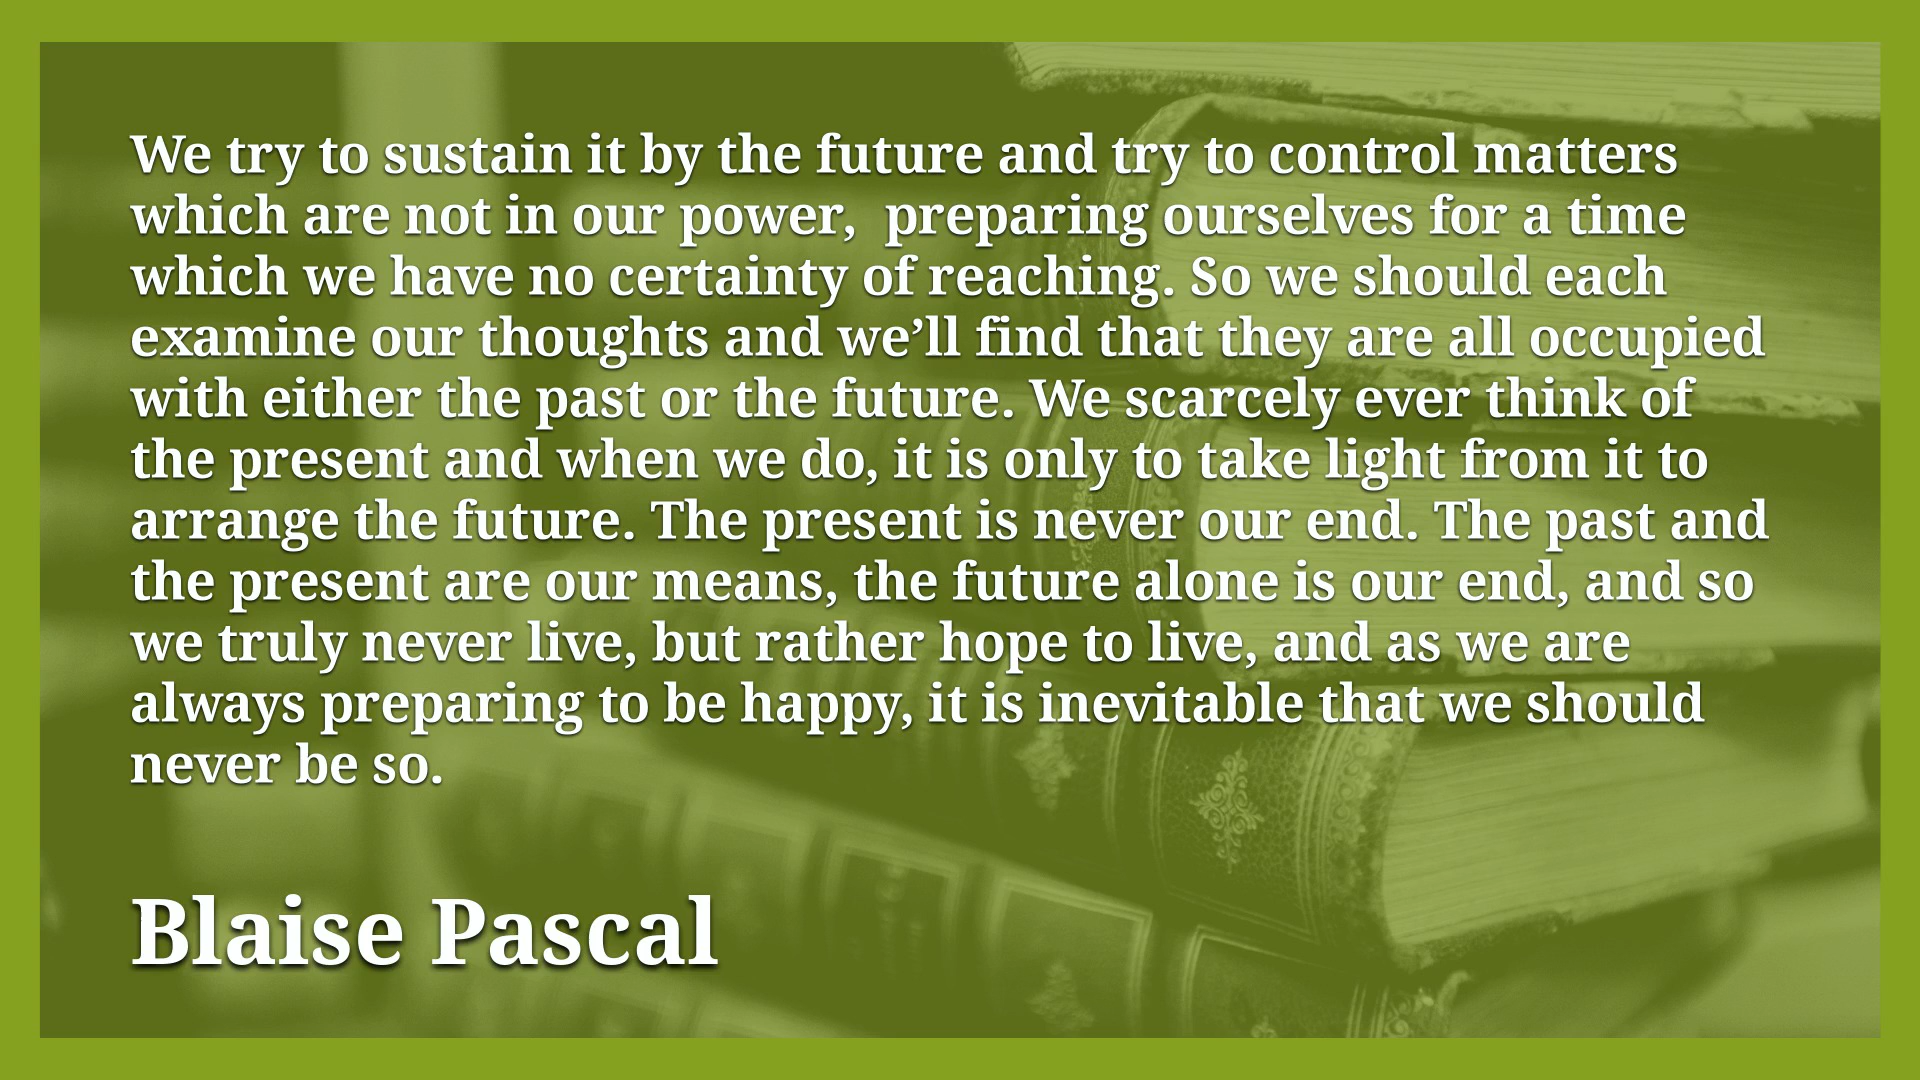 We try to sustain it by the future and try to control matters
which are not in our power,  preparing ourselves for a time
which we have no certainty of reaching. So we should each
examine our thoughts and we’ll find that they are all occupied
with either the past or the future. We scarcely ever think of
the present and when we do, it is only to take light from it to
arrange the future. The present is never our end. The past and
the present are our means, the future alone is our end, and so
we truly never live, but rather hope to live, and as we are
always preparing to be happy, it is inevitable that we should
never be so.
Blaise Pascal